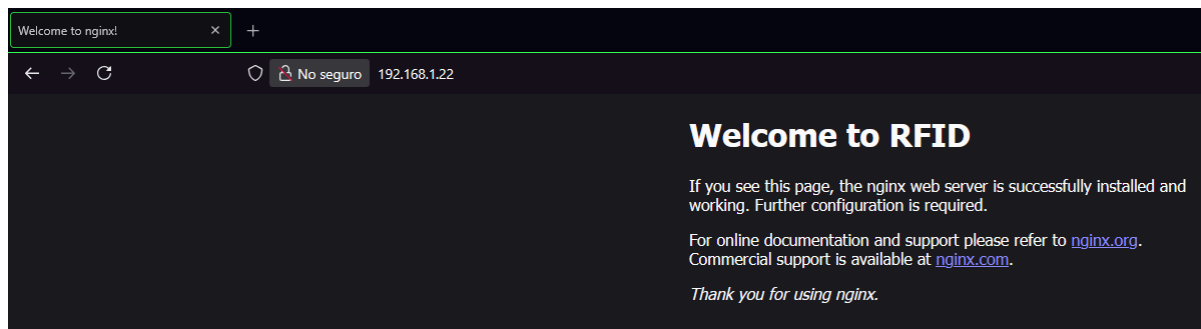 Welcome to nginx!
No seguro 192.168.1.22
Welcome to RFID
If you see this page, the nginx web server is successfully installed and
working. Further configuration is required.
For online documentation and support please refer to nginx.org.
Commercial support is available at nginx.com.
Thank you for using nginx.